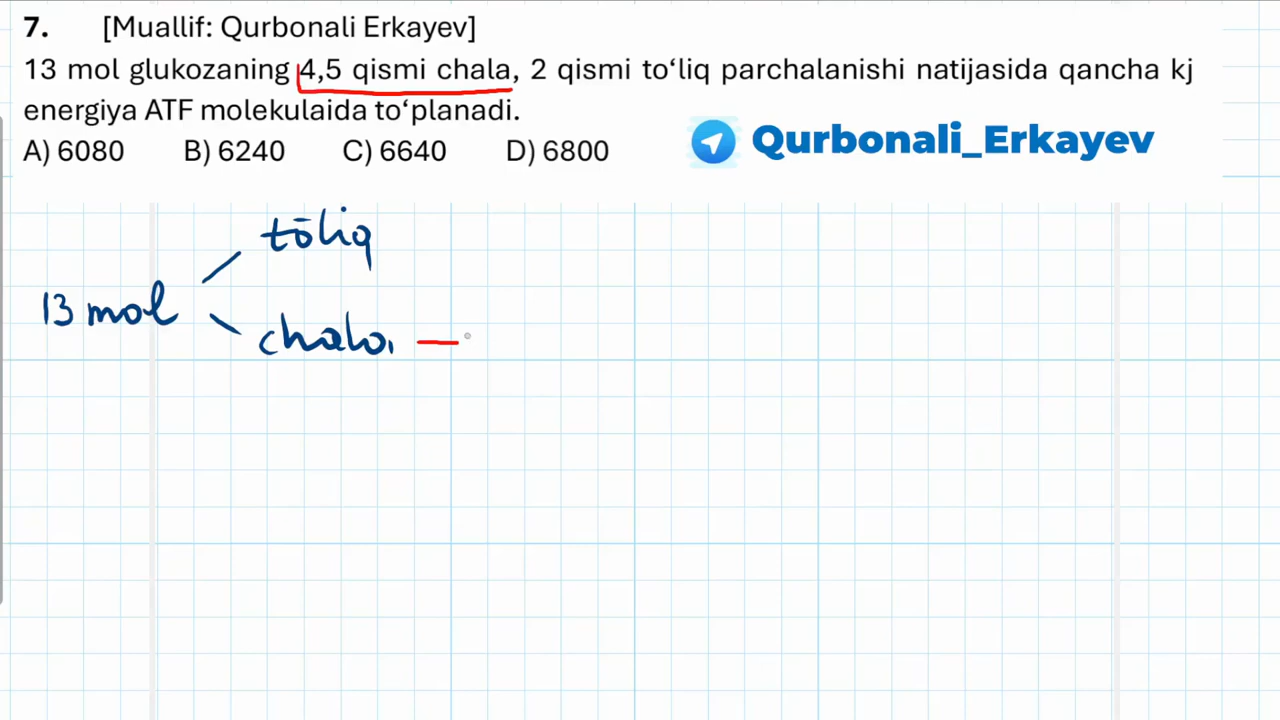 7. [Muallif: Qurbonali Erkayev]
13 mol glukozaning 4,5 qismi chala, 2 qismi to‘liq parchalanishi natijasida qancha kj
energiya ATF molekulaida to‘planadi.
A) 6080 B) 6240 C) 6640 D) 6800
Qurbonali_Erkayev
tōliq
13 mol
chala